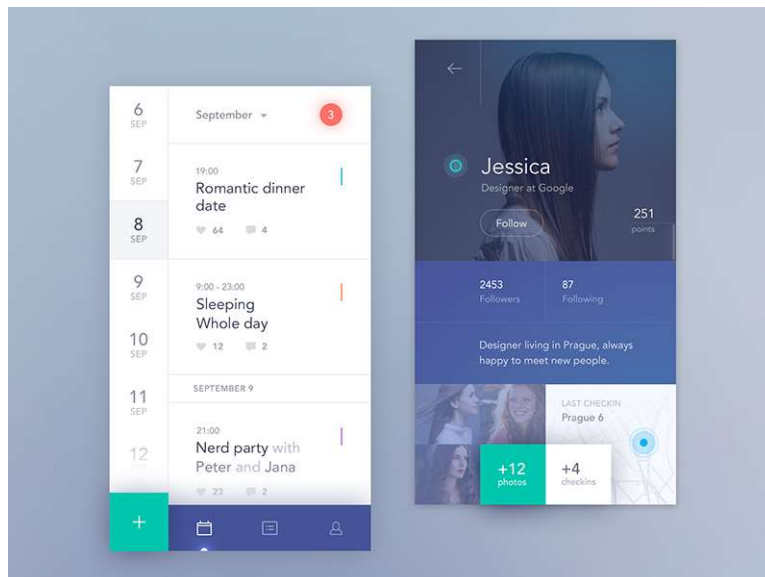 6
SEP
7
SEP
8
SEP
9
SEP
10
SEP
11
SEP
12
+
September
3
19:00
Romantic dinner
date
64 4
9:00 - 23:00
Sleeping
Whole day
12 2
SEPTEMBER 9
21:00
Nerd party with
Peter and Jana
23 2
Jessica
Designer at Google
Follow
251
points
2453 87
Followers Following
Designer living in Prague, always
happy to meet new people.
LAST CHECKIN
Prague 6
+12
photos
+4
checkins